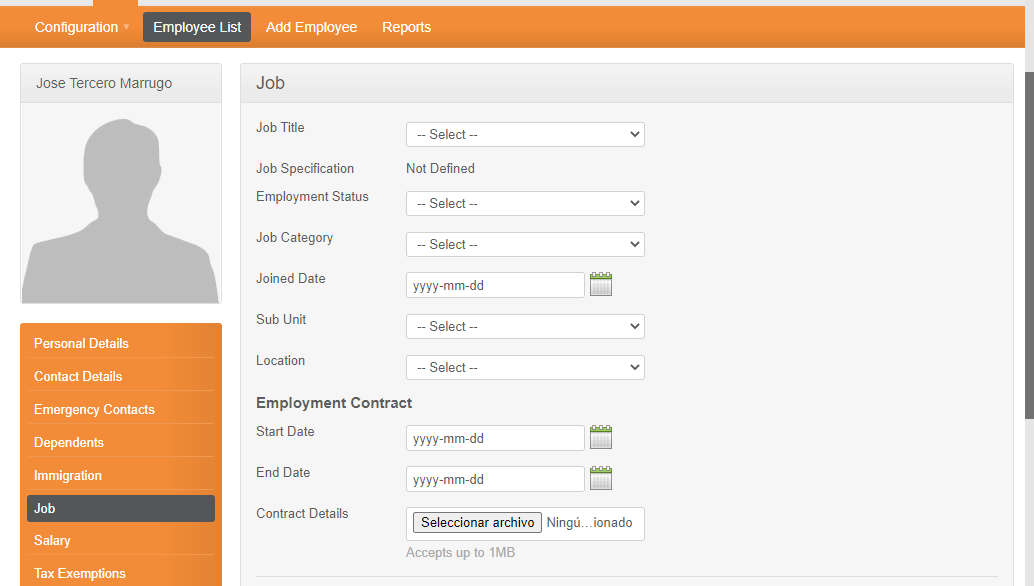 Configuration Employee List Add Employee Reports
Jose Tercero Marrugo
Personal Details
Contact Details
Emergency Contacts
Dependents
Immigration
Job
Salary
Tax Exemptions
Job
Job Title -- Select --
Job Specification Not Defined
Employment Status -- Select --
Job Category -- Select --
Joined Date yyyy-mm-dd
Sub Unit -- Select --
Location -- Select --
Employment Contract
Start Date yyyy-mm-dd
End Date yyyy-mm-dd
Contract Details Seleccionar archivo Ningú…ionado
Accepts up to 1MB